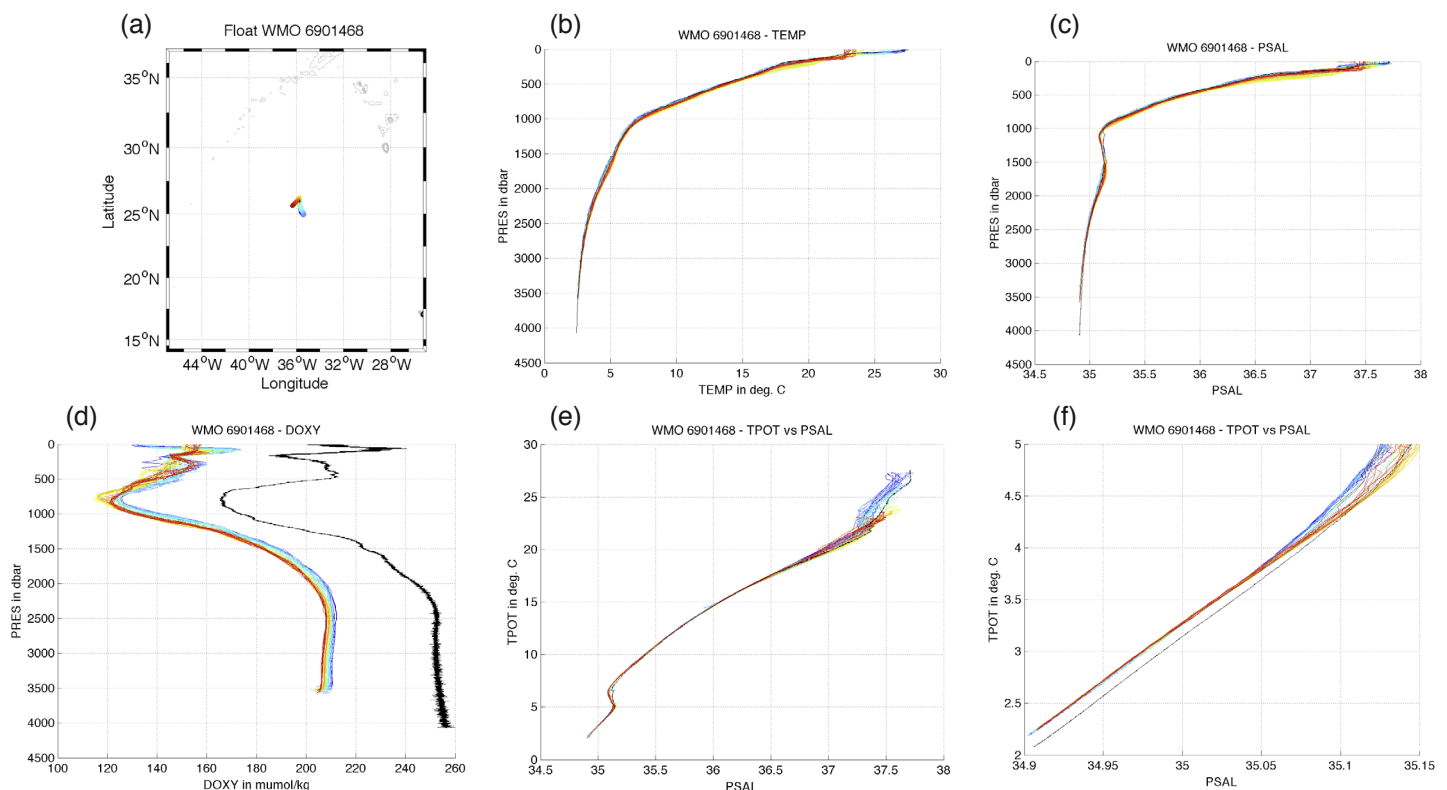 (a)
Float WMO 6901468
35°N
30°N
25°N
20°N
15°N
44°W 40°W 36°W 32°W 28°W
Latitude
Longitude
(b)
WMO 6901468 - TEMP
0
500
1000
1500
2000
2500
3000
3500
4000
4500
0 5 10 15 20 25 30
PRES in dbar
TEMP in deg. C
(c)
WMO 6901468 - PSAL
0
500
1000
1500
2000
2500
3000
3500
4000
4500
34.5 35 35.5 36 36.5 37 37.5 38
PRES in dbar
PSAL
(d)
WMO 6901468 - DOXY
0
500
1000
1500
2000
2500
3000
3500
4000
4500
100 120 140 160 180 200 220 240 260
PRES in dbar
DOXY in mumol/kg
(e)
WMO 6901468 - TPOT vs PSAL
30
25
20
15
10
5
0
34.5 35 35.5 36 36.5 37 37.5 38
TPOT in deg. C
PSAL
(f)
WMO 6901468 - TPOT vs PSAL
5
4.5
4
3.5
3
2.5
2
34.9 34.95 35 35.05 35.1 35.15
TPOT in deg. C
PSAL